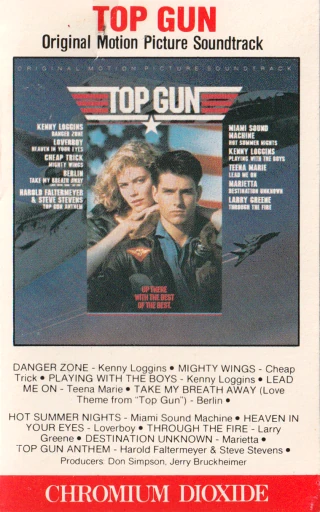 TOP GUN
Original Motion Picture Soundtrack
ORIGINAL MOTION PICTURE SOUNDTRACK
TOP GUN
KENNY LOGGINS
DANGER ZONE
LOVERBOY
HEAVEN IN YOUR EYES
CHEAP TRICK
MIGHTY WINGS
BERLIN
TAKE MY BREATH AWAY
HAROLD FALTERMEYER
& STEVE STEVENS
TOP GUN ANTHEM
MIAMI SOUND
MACHINE
HOT SUMMER NIGHTS
KENNY LOGGINS
PLAYING WITH THE BOYS
TEENA MARIE
LEAD ME ON
MARIETTA
DESTINATION UNKNOWN
LARRY GREENE
THROUGH THE FIRE
UP THERE
WITH THE BEST
OF THE BEST.
DANGER ZONE - Kenny Loggins • MIGHTY WINGS - Cheap
Trick • PLAYING WITH THE BOYS - Kenny Loggins • LEAD
ME ON - Teena Marie • TAKE MY BREATH AWAY (Love
Theme from "Top Gun") - Berlin •
HOT SUMMER NIGHTS - Miami Sound Machine • HEAVEN IN
YOUR EYES - Loverboy • THROUGH THE FIRE - Larry
Greene • DESTINATION UNKNOWN - Marietta •
TOP GUN ANTHEM - Harold Faltermeyer & Steve Stevens •
Producers: Don Simpson, Jerry Bruckheimer
CHROMIUM DIOXIDE